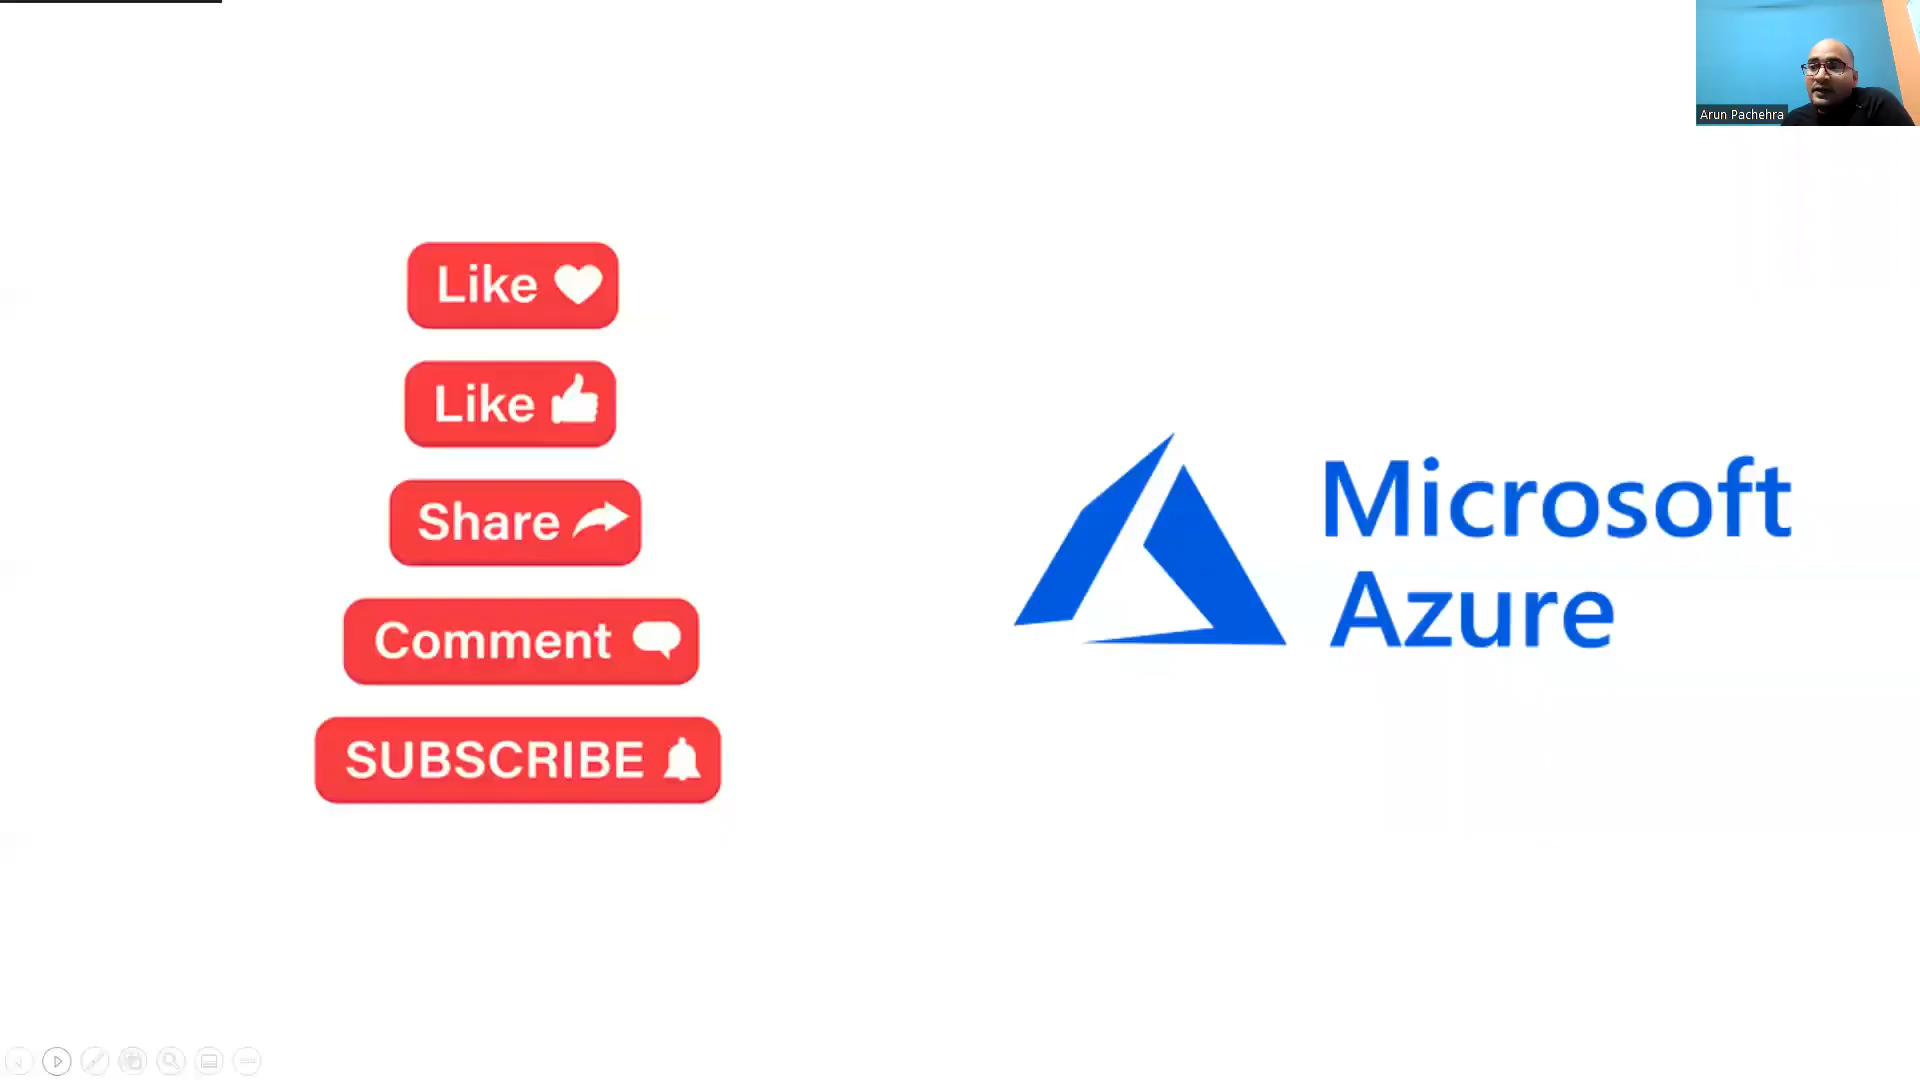 Arun Pachehra
Like
Like
Share
Comment
SUBSCRIBE
Microsoft
Azure